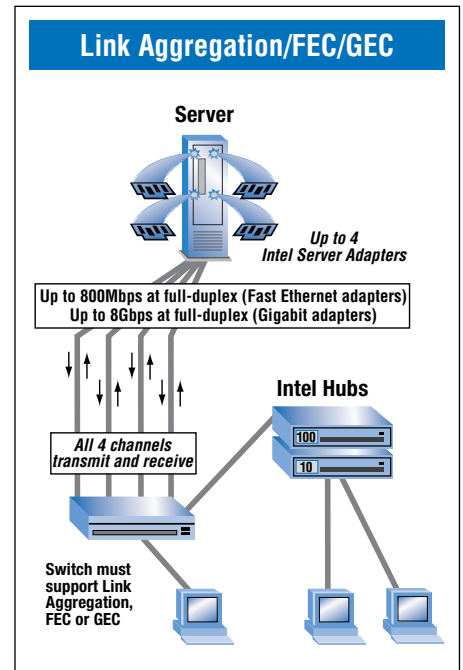 Link Aggregation/FEC/GEC
Server
Up to 4
Intel Server Adapters
Up to 800Mbps at full-duplex (Fast Ethernet adapters)
Up to 8Gbps at full-duplex (Gigabit adapters)
Intel Hubs
100
10
All 4 channels
transmit and receive
Switch must
support Link
Aggregation,
FEC or GEC